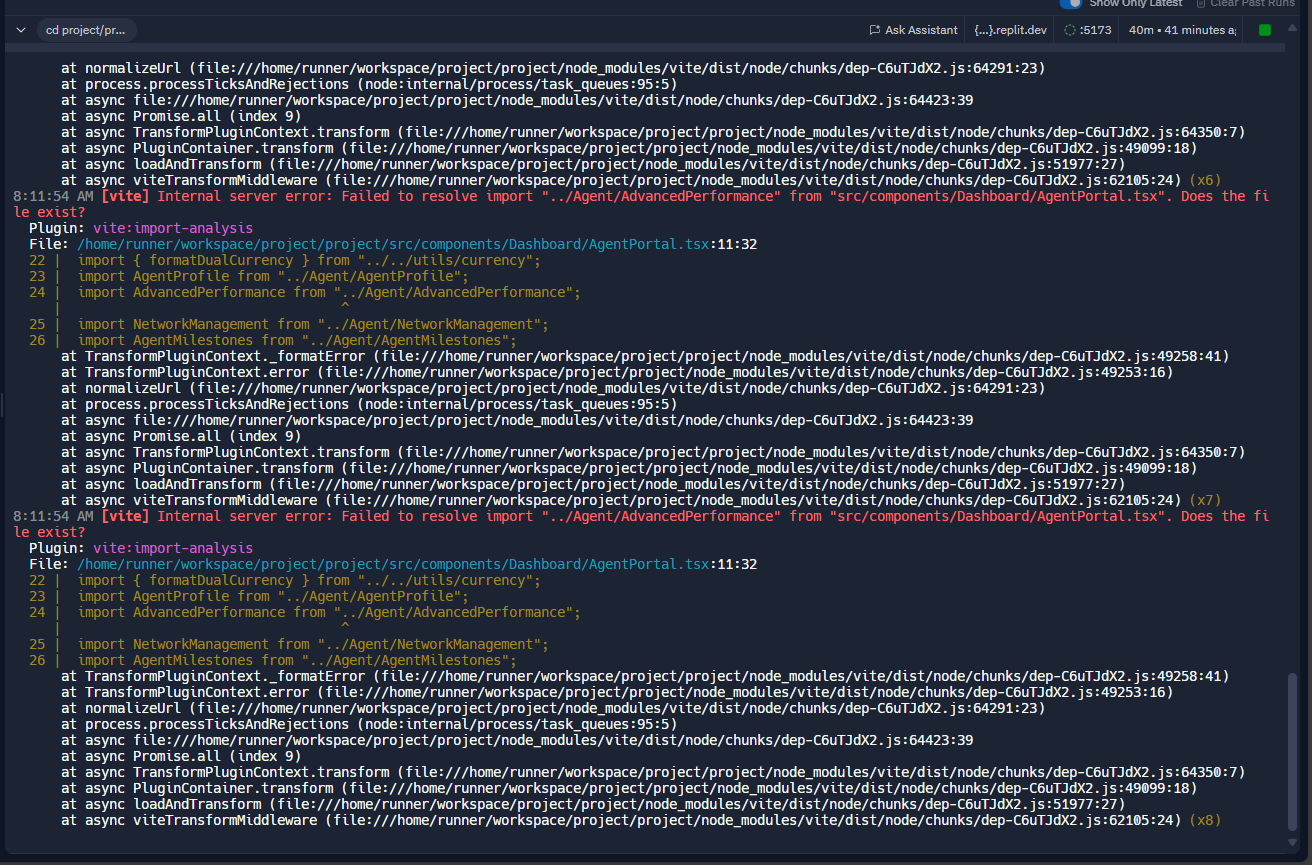 Show Only Latest Clear Past Runs
cd project/pr... Ask Assistant {...}.replit.dev :5173 40m • 41 minutes a
at normalizeUrl (file:///home/runner/workspace/project/project/node_modules/vite/dist/node/chunks/dep-C6uTJdX2.js:64291:23)
at process.processTicksAndRejections (node:internal/process/task_queues:95:5)
at async file:///home/runner/workspace/project/project/node_modules/vite/dist/node/chunks/dep-C6uTJdX2.js:64423:39
at async Promise.all (index 9)
at async TransformPluginContext.transform (file:///home/runner/workspace/project/project/node_modules/vite/dist/node/chunks/dep-C6uTJdX2.js:64350:7)
at async PluginContainer.transform (file:///home/runner/workspace/project/project/node_modules/vite/dist/node/chunks/dep-C6uTJdX2.js:49099:18)
at async loadAndTransform (file:///home/runner/workspace/project/project/node_modules/vite/dist/node/chunks/dep-C6uTJdX2.js:51977:27)
at async viteTransformMiddleware (file:///home/runner/workspace/project/project/node_modules/vite/dist/node/chunks/dep-C6uTJdX2.js:62105:24) (x6)
8:11:54 AM [vite] Internal server error: Failed to resolve import "../Agent/AdvancedPerformance" from "src/components/Dashboard/AgentPortal.tsx". Does the fi
le exist?
Plugin: vite:import-analysis
File: /home/runner/workspace/project/project/src/components/Dashboard/AgentPortal.tsx:11:32
22 | import { formatDualCurrency } from "../../utils/currency";
23 | import AgentProfile from "../Agent/AgentProfile";
24 | import AdvancedPerformance from "../Agent/AdvancedPerformance";
| ^
25 | import NetworkManagement from "../Agent/NetworkManagement";
26 | import AgentMilestones from "../Agent/AgentMilestones";
at TransformPluginContext._formatError (file:///home/runner/workspace/project/project/node_modules/vite/dist/node/chunks/dep-C6uTJdX2.js:49258:41)
at TransformPluginContext.error (file:///home/runner/workspace/project/project/node_modules/vite/dist/node/chunks/dep-C6uTJdX2.js:49253:16)
at normalizeUrl (file:///home/runner/workspace/project/project/node_modules/vite/dist/node/chunks/dep-C6uTJdX2.js:64291:23)
at process.processTicksAndRejections (node:internal/process/task_queues:95:5)
at async file:///home/runner/workspace/project/project/node_modules/vite/dist/node/chunks/dep-C6uTJdX2.js:64423:39
at async Promise.all (index 9)
at async TransformPluginContext.transform (file:///home/runner/workspace/project/project/node_modules/vite/dist/node/chunks/dep-C6uTJdX2.js:64350:7)
at async PluginContainer.transform (file:///home/runner/workspace/project/project/node_modules/vite/dist/node/chunks/dep-C6uTJdX2.js:49099:18)
at async loadAndTransform (file:///home/runner/workspace/project/project/node_modules/vite/dist/node/chunks/dep-C6uTJdX2.js:51977:27)
at async viteTransformMiddleware (file:///home/runner/workspace/project/project/node_modules/vite/dist/node/chunks/dep-C6uTJdX2.js:62105:24) (x7)
8:11:54 AM [vite] Internal server error: Failed to resolve import "../Agent/AdvancedPerformance" from "src/components/Dashboard/AgentPortal.tsx". Does the fi
le exist?
Plugin: vite:import-analysis
File: /home/runner/workspace/project/project/src/components/Dashboard/AgentPortal.tsx:11:32
22 | import { formatDualCurrency } from "../../utils/currency";
23 | import AgentProfile from "../Agent/AgentProfile";
24 | import AdvancedPerformance from "../Agent/AdvancedPerformance";
| ^
25 | import NetworkManagement from "../Agent/NetworkManagement";
26 | import AgentMilestones from "../Agent/AgentMilestones";
at TransformPluginContext._formatError (file:///home/runner/workspace/project/project/node_modules/vite/dist/node/chunks/dep-C6uTJdX2.js:49258:41)
at TransformPluginContext.error (file:///home/runner/workspace/project/project/node_modules/vite/dist/node/chunks/dep-C6uTJdX2.js:49253:16)
at normalizeUrl (file:///home/runner/workspace/project/project/node_modules/vite/dist/node/chunks/dep-C6uTJdX2.js:64291:23)
at process.processTicksAndRejections (node:internal/process/task_queues:95:5)
at async file:///home/runner/workspace/project/project/node_modules/vite/dist/node/chunks/dep-C6uTJdX2.js:64423:39
at async Promise.all (index 9)
at async TransformPluginContext.transform (file:///home/runner/workspace/project/project/node_modules/vite/dist/node/chunks/dep-C6uTJdX2.js:64350:7)
at async PluginContainer.transform (file:///home/runner/workspace/project/project/node_modules/vite/dist/node/chunks/dep-C6uTJdX2.js:49099:18)
at async loadAndTransform (file:///home/runner/workspace/project/project/node_modules/vite/dist/node/chunks/dep-C6uTJdX2.js:51977:27)
at async viteTransformMiddleware (file:///home/runner/workspace/project/project/node_modules/vite/dist/node/chunks/dep-C6uTJdX2.js:62105:24) (x8)